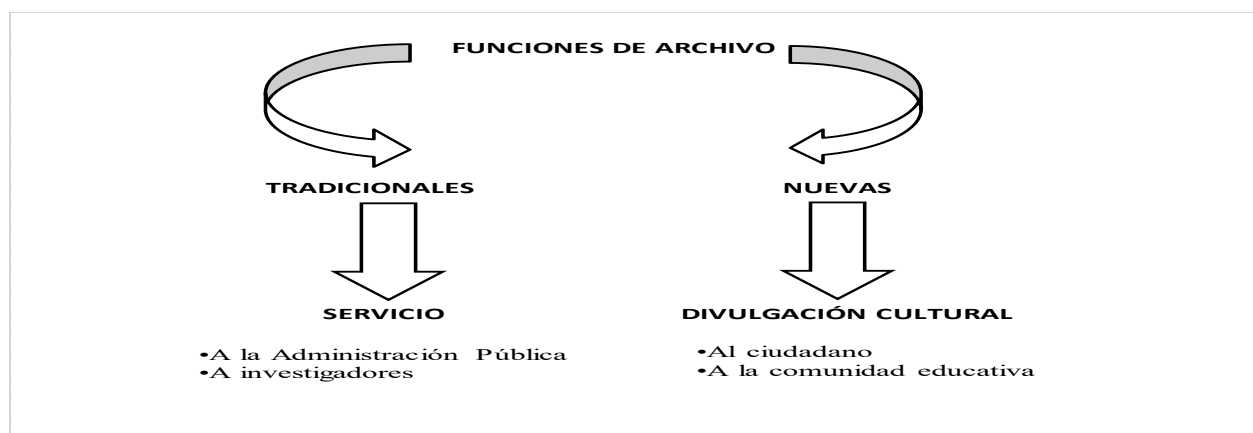 FUNCIONES DE ARCHIVO
TRADICIONALES
NUEVAS
SERVICIO
DIVULGACIÓN CULTURAL
•A la Administración Pública
•A investigadores
•Al ciudadano
•A la comunidad educativa